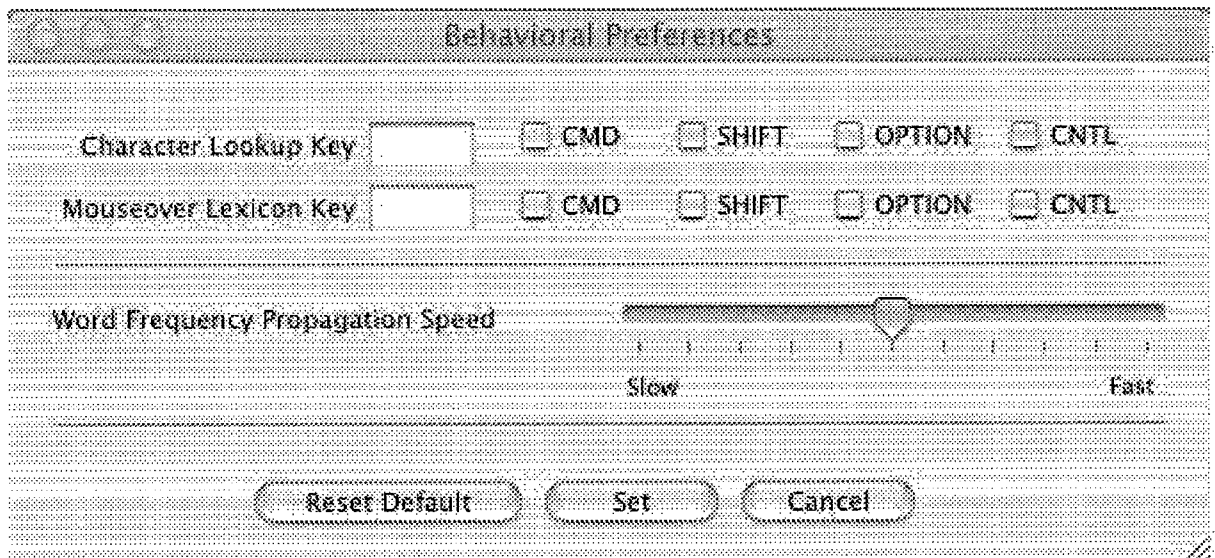 Behavioral Preferences
Character Lookup Key CMD SHIFT OPTION CNTL
Mouseover Lexicon Key CMD SHIFT OPTION CNTL
Word Frequency Propagation Speed
Slow Fast
Reset Default Set Cancel